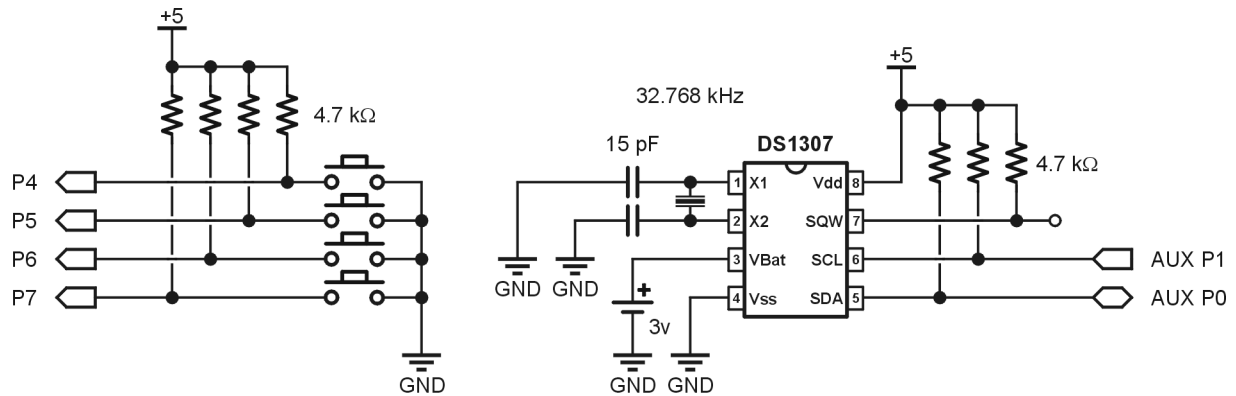 +5
4.7 kΩ
P4
P5
P6
P7
GND
32.768 kHz
15 pF
GND
GND
3v
+
GND
GND
DS1307
1 X1
2 X2
3 VBat
4 Vss
Vdd 8
SQW 7
SCL 6
SDA 5
+5
4.7 kΩ
AUX P1
AUX P0